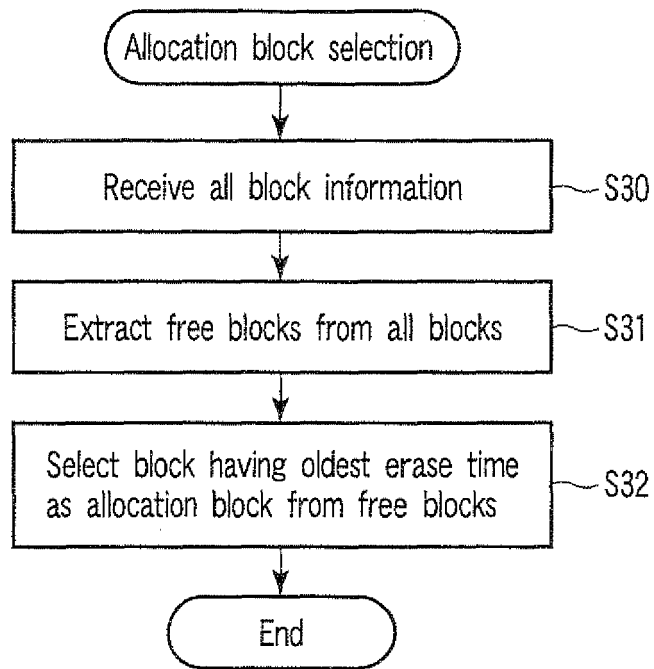 Allocation block selection
Receive all block information
S30
Extract free blocks from all blocks
S31
Select block having oldest erase time
as allocation block from free blocks
S32
End